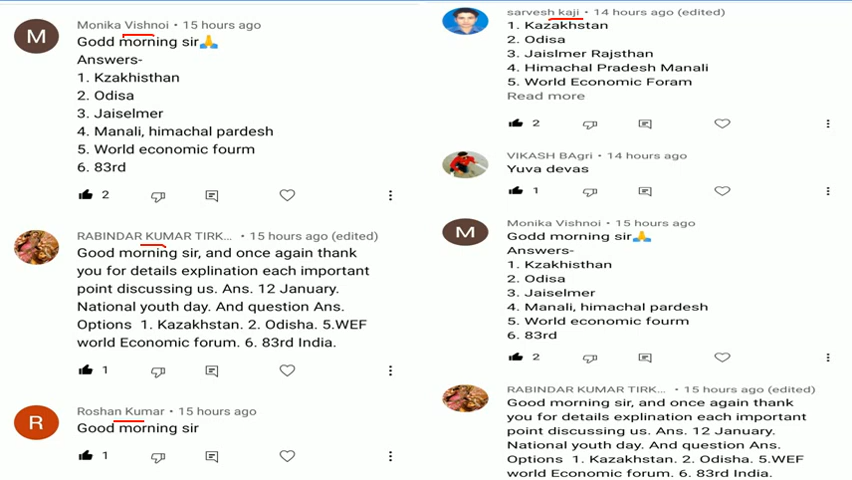 Monika Vishnoi • 15 hours ago
M
Godd morning sir🙏
Answers-
1. Kzakhisthan
2. Odisa
3. Jaiselmer
4. Manali, himachal pardesh
5. World economic fourm
6. 83rd
2
RABINDAR KUMAR TIRK... • 15 hours ago (edited)
Good morning sir, and once again thank
you for details explination each important
point discussing us. Ans. 12 January.
National youth day. And question Ans.
Options 1. Kazakhstan. 2. Odisha. 5.WEF
world Economic forum. 6. 83rd India.
1
Roshan Kumar • 15 hours ago
R
Good morning sir
1
sarvesh kaji • 14 hours ago (edited)
1. Kazakhstan
2. Odisa
3. Jaislmer Rajsthan
4. Himachal Pradesh Manali
5. World Economic Foram
Read more
2
VIKASH BAgri • 14 hours ago
Yuva devas
1
Monika Vishnoi • 15 hours ago
M
Godd morning sir🙏
Answers-
1. Kzakhisthan
2. Odisa
3. Jaiselmer
4. Manali, himachal pardesh
5. World economic fourm
6. 83rd
2
RABINDAR KUMAR TIRK... • 15 hours ago (edited)
Good morning sir, and once again thank
you for details explination each important
point discussing us. Ans. 12 January.
National youth day. And question Ans.
Options 1. Kazakhstan. 2. Odisha. 5.WEF
world Economic forum. 6. 83rd India.